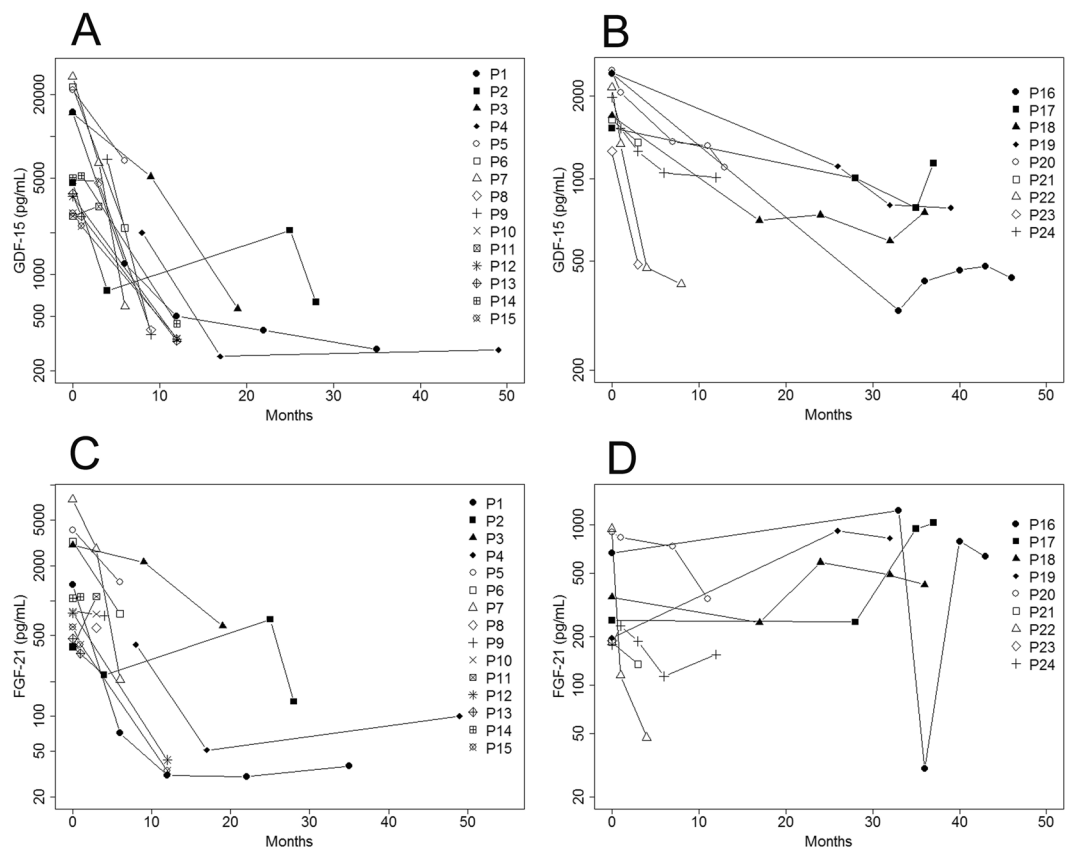 A
GDF-15 (pg/mL)
20000
5000
1000
500
200
0
10
20
30
40
50
Months
P1
P2
P3
P4
P5
P6
P7
P8
P9
P10
P11
P12
P13
P14
P15
B
GDF-15 (pg/mL)
2000
1000
500
200
0
10
20
30
40
50
Months
P16
P17
P18
P19
P20
P21
P22
P23
P24
C
FGF-21 (pg/mL)
5000
2000
500
100
50
20
0
10
20
30
40
50
Months
P1
P2
P3
P4
P5
P6
P7
P8
P9
P10
P11
P12
P13
P14
P15
D
FGF-21 (pg/mL)
1000
500
200
100
50
20
0
10
20
30
40
50
Months
P16
P17
P18
P19
P20
P21
P22
P23
P24